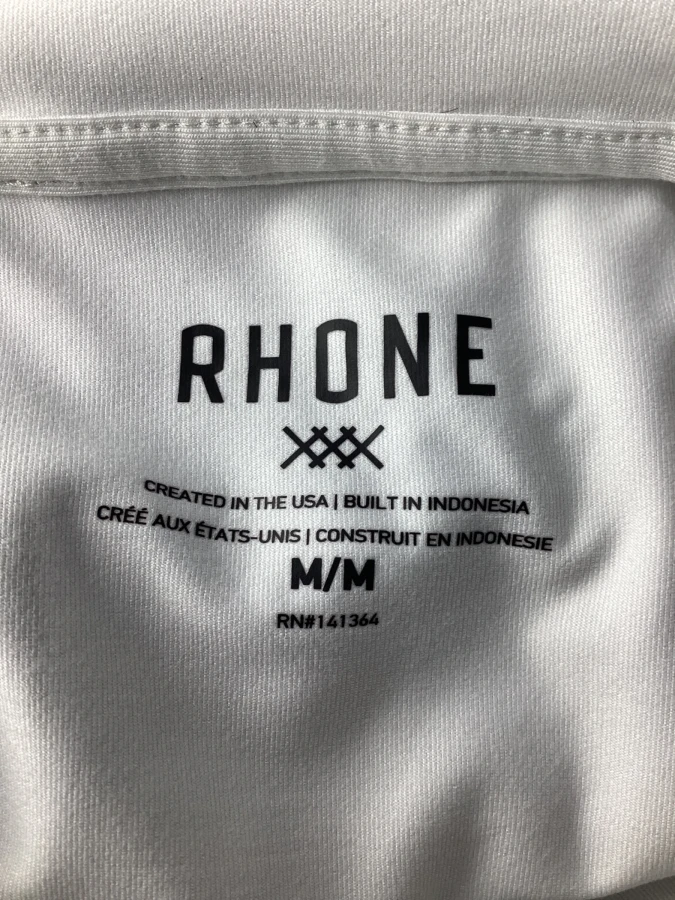 RHONE
CREATED IN THE USA | BUILT IN INDONESIA
CRÉÉ AUX ÉTATS-UNIS | CONSTRUIT EN INDONESIE
M/M
RN#141364